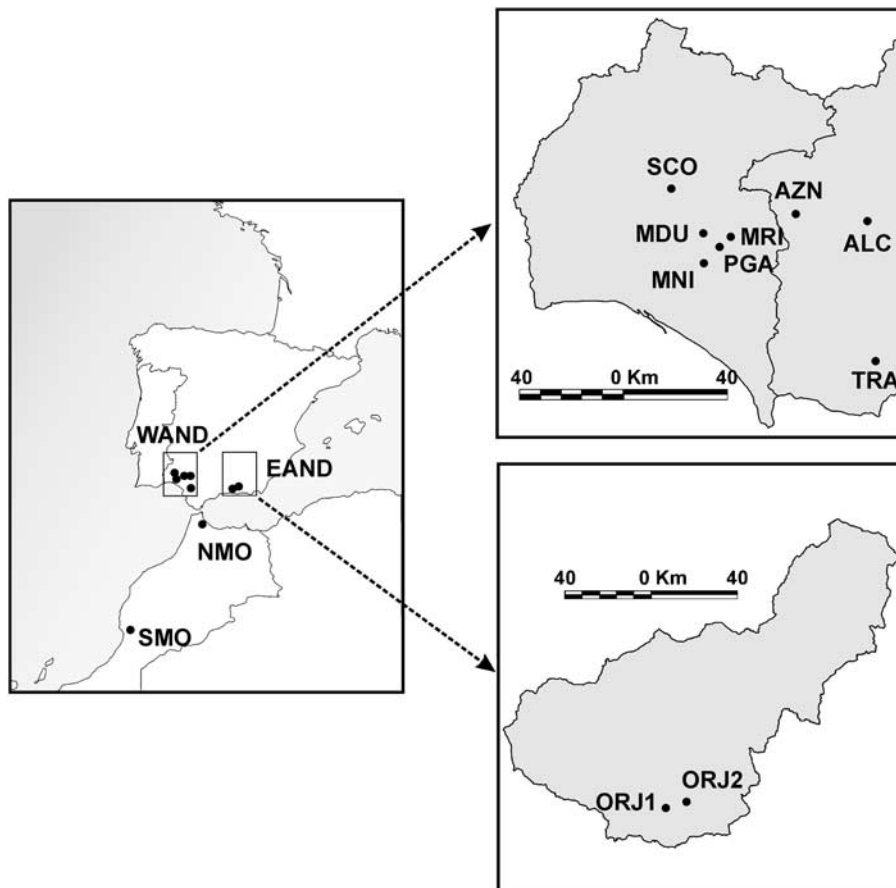 WAND
EAND
NMO
SMO
SCO
AZN
MDU
MRI
ALC
PGA
MNI
40 0 Km 40
TRA
40 0 Km 40
ORJ2
ORJ1